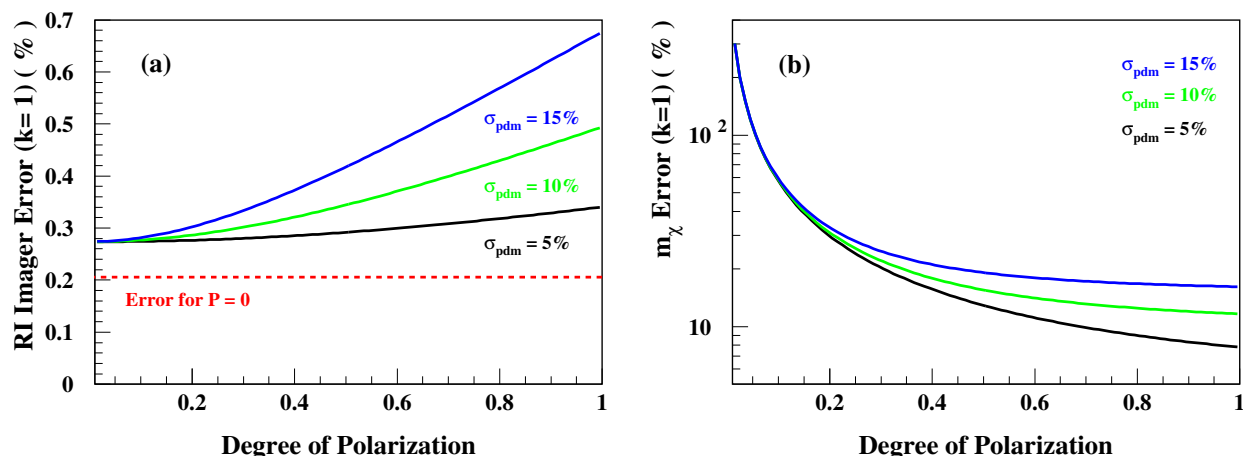 RI Imager Error (k= 1) ( %)
0.7
0.6
0.5
0.4
0.3
0.2
0.1
0
(a)
σpdm = 15%
σpdm = 10%
σpdm = 5%
Error for P = 0
0.2 0.4 0.6 0.8 1
Degree of Polarization
mχ Error (k=1) ( %)
10 2
10
(b)
σpdm = 15%
σpdm = 10%
σpdm = 5%
0.2 0.4 0.6 0.8 1
Degree of Polarization